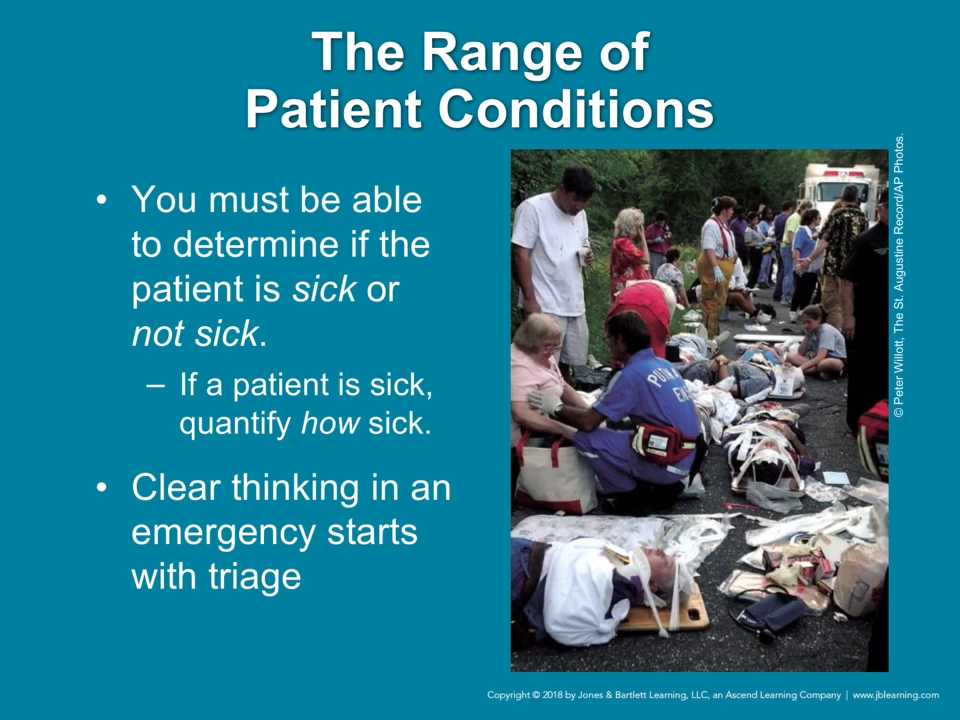 The Range of
Patient Conditions
• You must be able
to determine if the
patient is sick or
not sick.
– If a patient is sick,
quantify how sick.
• Clear thinking in an
emergency starts
with triage
© Peter Willott, The St. Augustine Record/AP Photos.
Copyright © 2018 by Jones & Bartlett Learning, LLC, an Ascend Learning Company | www.jblearning.com